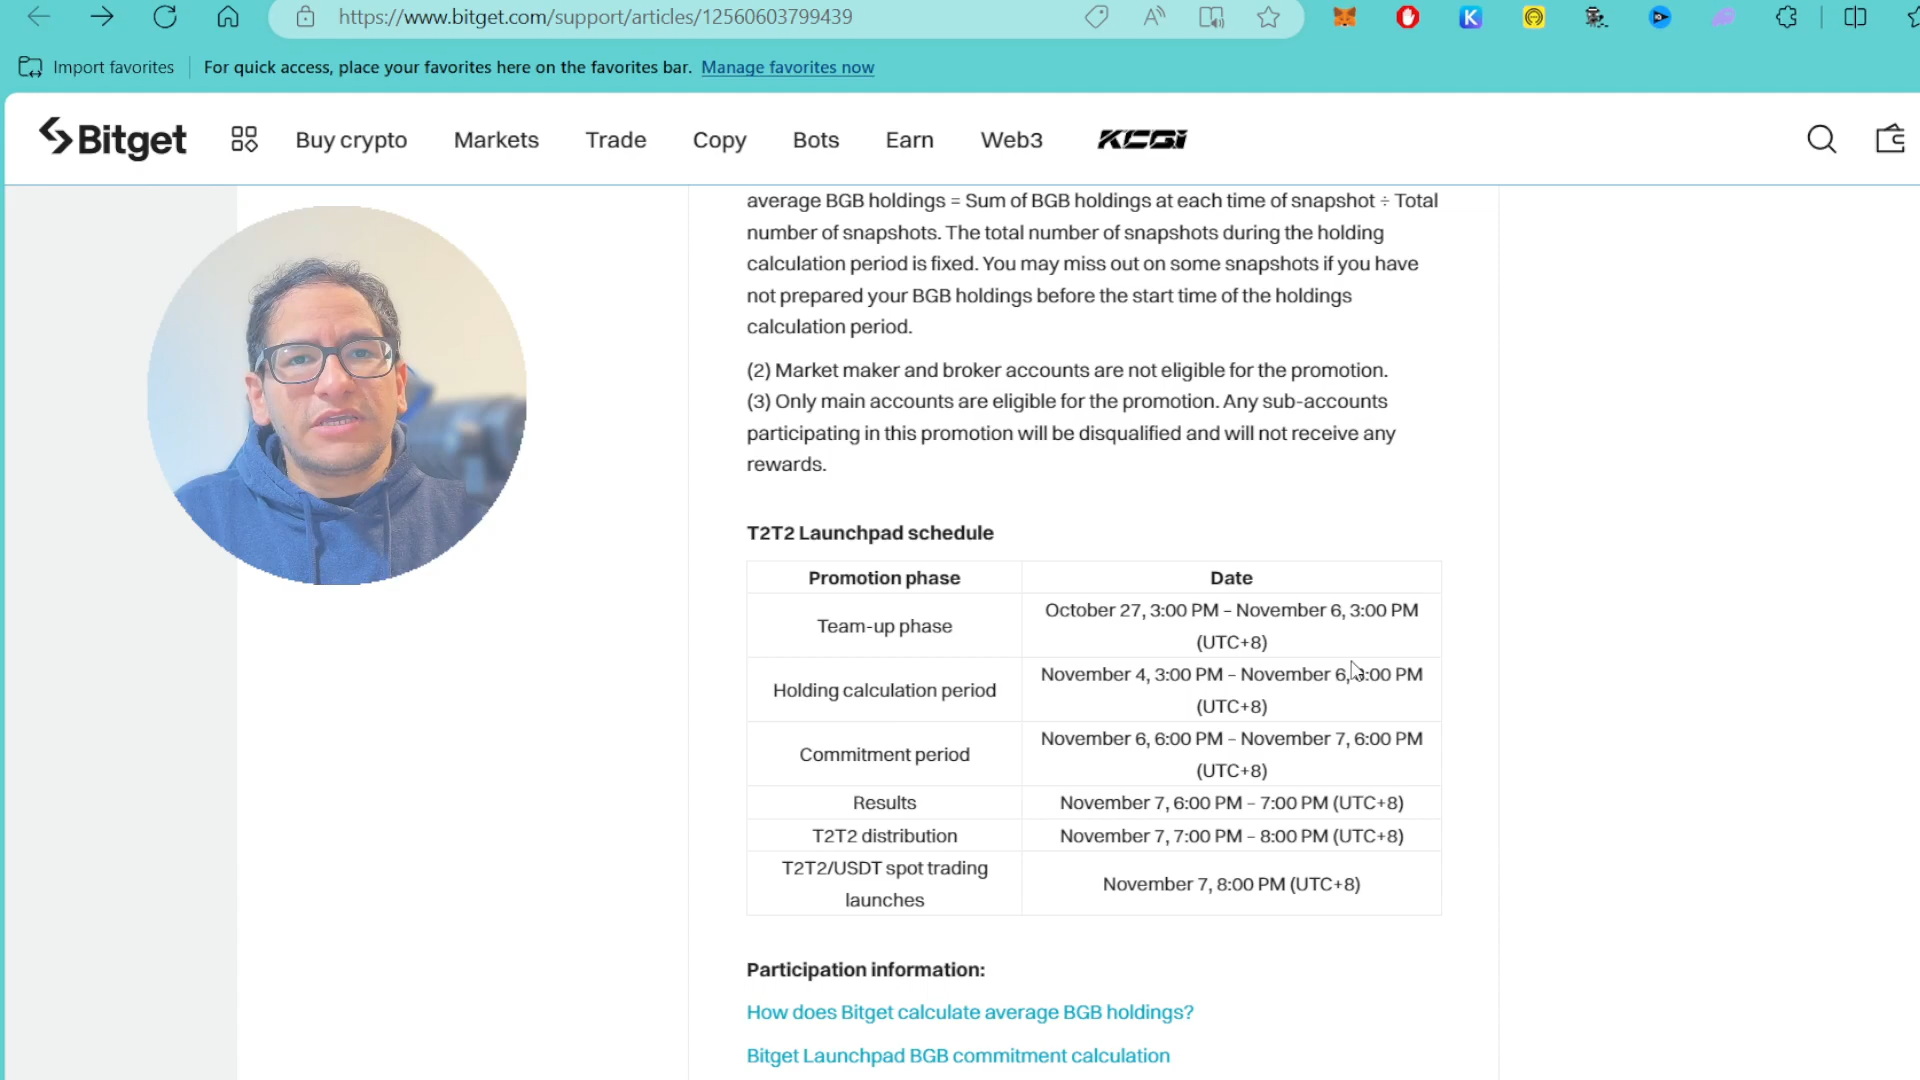 https://www.bitget.com/support/articles/12560603799439
Import favorites
For quick access, place your favorites here on the favorites bar. Manage favorites now
Bitget
Buy crypto
Markets
Trade
Copy
Bots
Earn
Web3
KCGI
average BGB holdings = Sum of BGB holdings at each time of snapshot ÷ Total
number of snapshots. The total number of snapshots during the holding
calculation period is fixed. You may miss out on some snapshots if you have
not prepared your BGB holdings before the start time of the holdings
calculation period.
(2) Market maker and broker accounts are not eligible for the promotion.
(3) Only main accounts are eligible for the promotion. Any sub-accounts
participating in this promotion will be disqualified and will not receive any
rewards.
T2T2 Launchpad schedule
Promotion phase
Date
Team-up phase
October 27, 3:00 PM – November 6, 3:00 PM
(UTC+8)
Holding calculation period
November 4, 3:00 PM – November 6, 3:00 PM
(UTC+8)
Commitment period
November 6, 6:00 PM – November 7, 6:00 PM
(UTC+8)
Results
November 7, 6:00 PM – 7:00 PM (UTC+8)
T2T2 distribution
November 7, 7:00 PM – 8:00 PM (UTC+8)
T2T2/USDT spot trading
launches
November 7, 8:00 PM (UTC+8)
Participation information:
How does Bitget calculate average BGB holdings?
Bitget Launchpad BGB commitment calculation